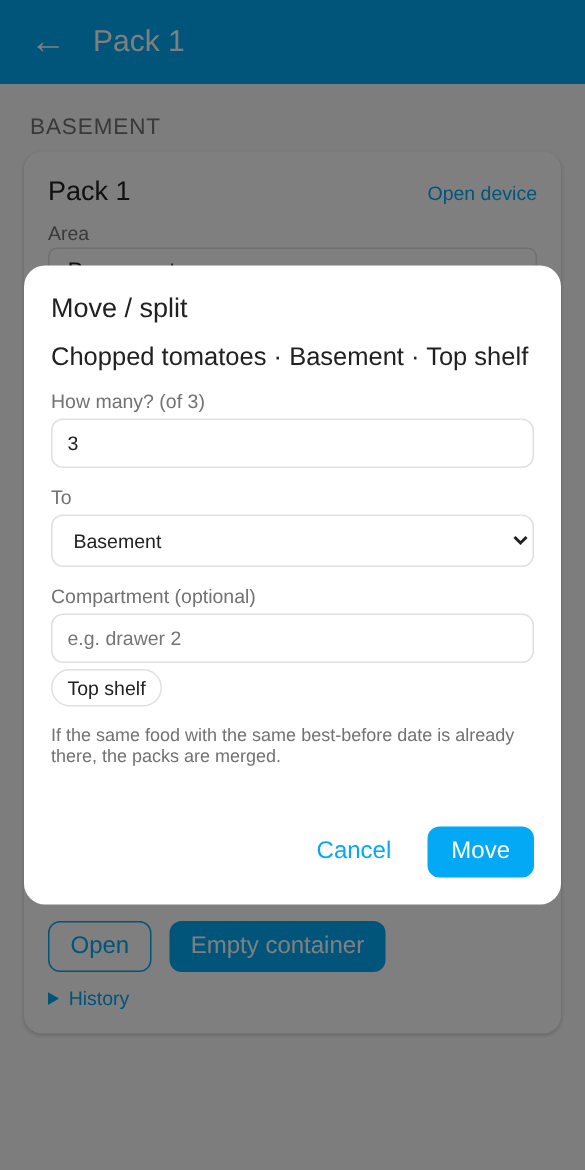 ← Pack 1
BASEMENT
Pack 1 Open device
Area
Move / split
Chopped tomatoes · Basement · Top shelf
How many? (of 3)
3
To
Basement
Compartment (optional)
e.g. drawer 2
Top shelf
If the same food with the same best-before date is already
there, the packs are merged.
Cancel Move
Open Empty container
History